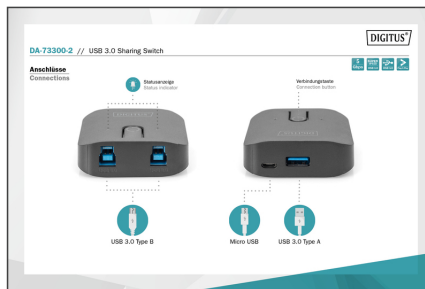 DIGITUS®
DA-73300-2 // USB 3.0 Sharing Switch
Anschlüsse
Connections
Statusanzeige
Status indicator
Verbindungstaste
Connection button
USB 3.0 Type B
Micro USB
USB 3.0 Type A